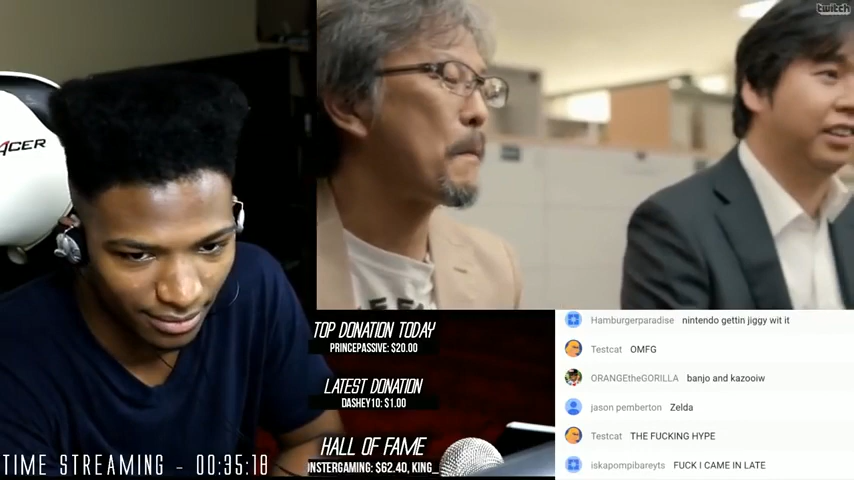 twitch
ACER
TOP DONATION TODAY
PRINCEPASSIVE: $20.00
LATEST DONATION
DASHEY10: $1.00
HALL OF FAME
NSTERGAMING: $62.40, KING_
TIME STREAMING - 00:35:18
Hamburgerparadise nintendo gettin jiggy wit it
Testcat OMFG
ORANGEtheGORILLA banjo and kazooiw
jason pemberton Zelda
Testcat THE FUCKING HYPE
iskapompibareyts FUCK I CAME IN LATE